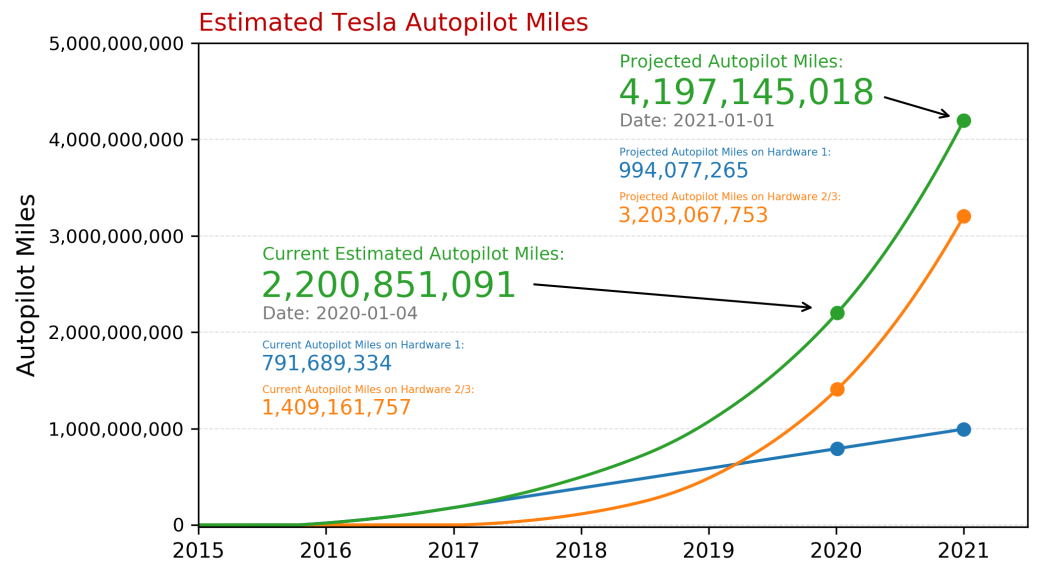 Estimated Tesla Autopilot Miles
5,000,000,000
4,000,000,000
3,000,000,000
2,000,000,000
1,000,000,000
0
Autopilot Miles
Projected Autopilot Miles:
4,197,145,018
Date: 2021-01-01
Projected Autopilot Miles on Hardware 1:
994,077,265
Projected Autopilot Miles on Hardware 2/3:
3,203,067,753
Current Estimated Autopilot Miles:
2,200,851,091
Date: 2020-01-04
Current Autopilot Miles on Hardware 1:
791,689,334
Current Autopilot Miles on Hardware 2/3:
1,409,161,757
2015 2016 2017 2018 2019 2020 2021